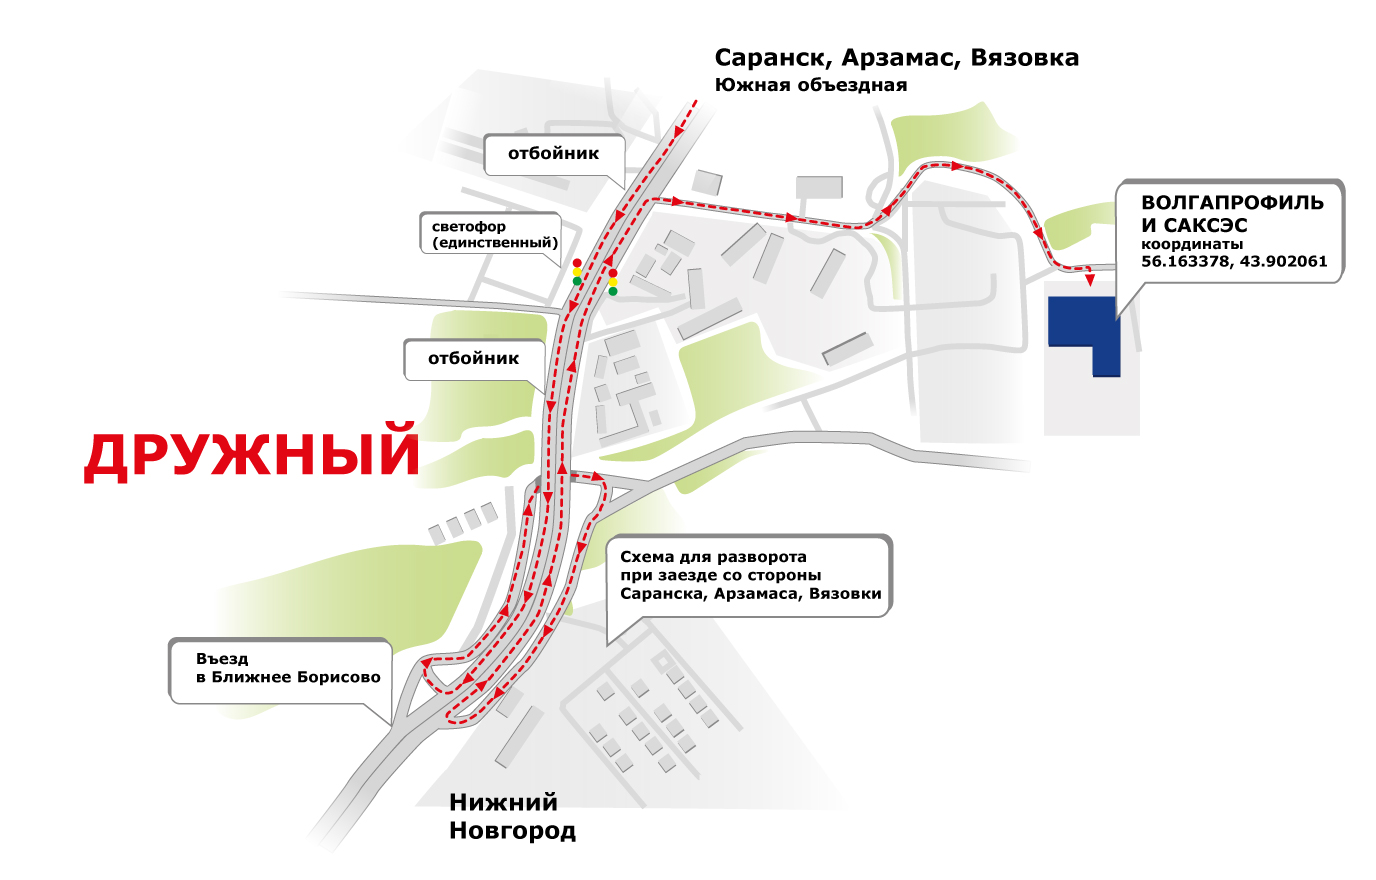 Саранск, Арзамас, Вязовка
Южная объездная
отбойник
светофор
(единственный)
ВОЛГАПРОФИЛЬ
И САКСЭС
координаты
56.163378, 43.902061
отбойник
ДРУЖНЫЙ
Схема для разворота
при заезде со стороны
Саранска, Арзамаса, Вязовки
Въезд
в Ближнее Борисово
Нижний
Новгород